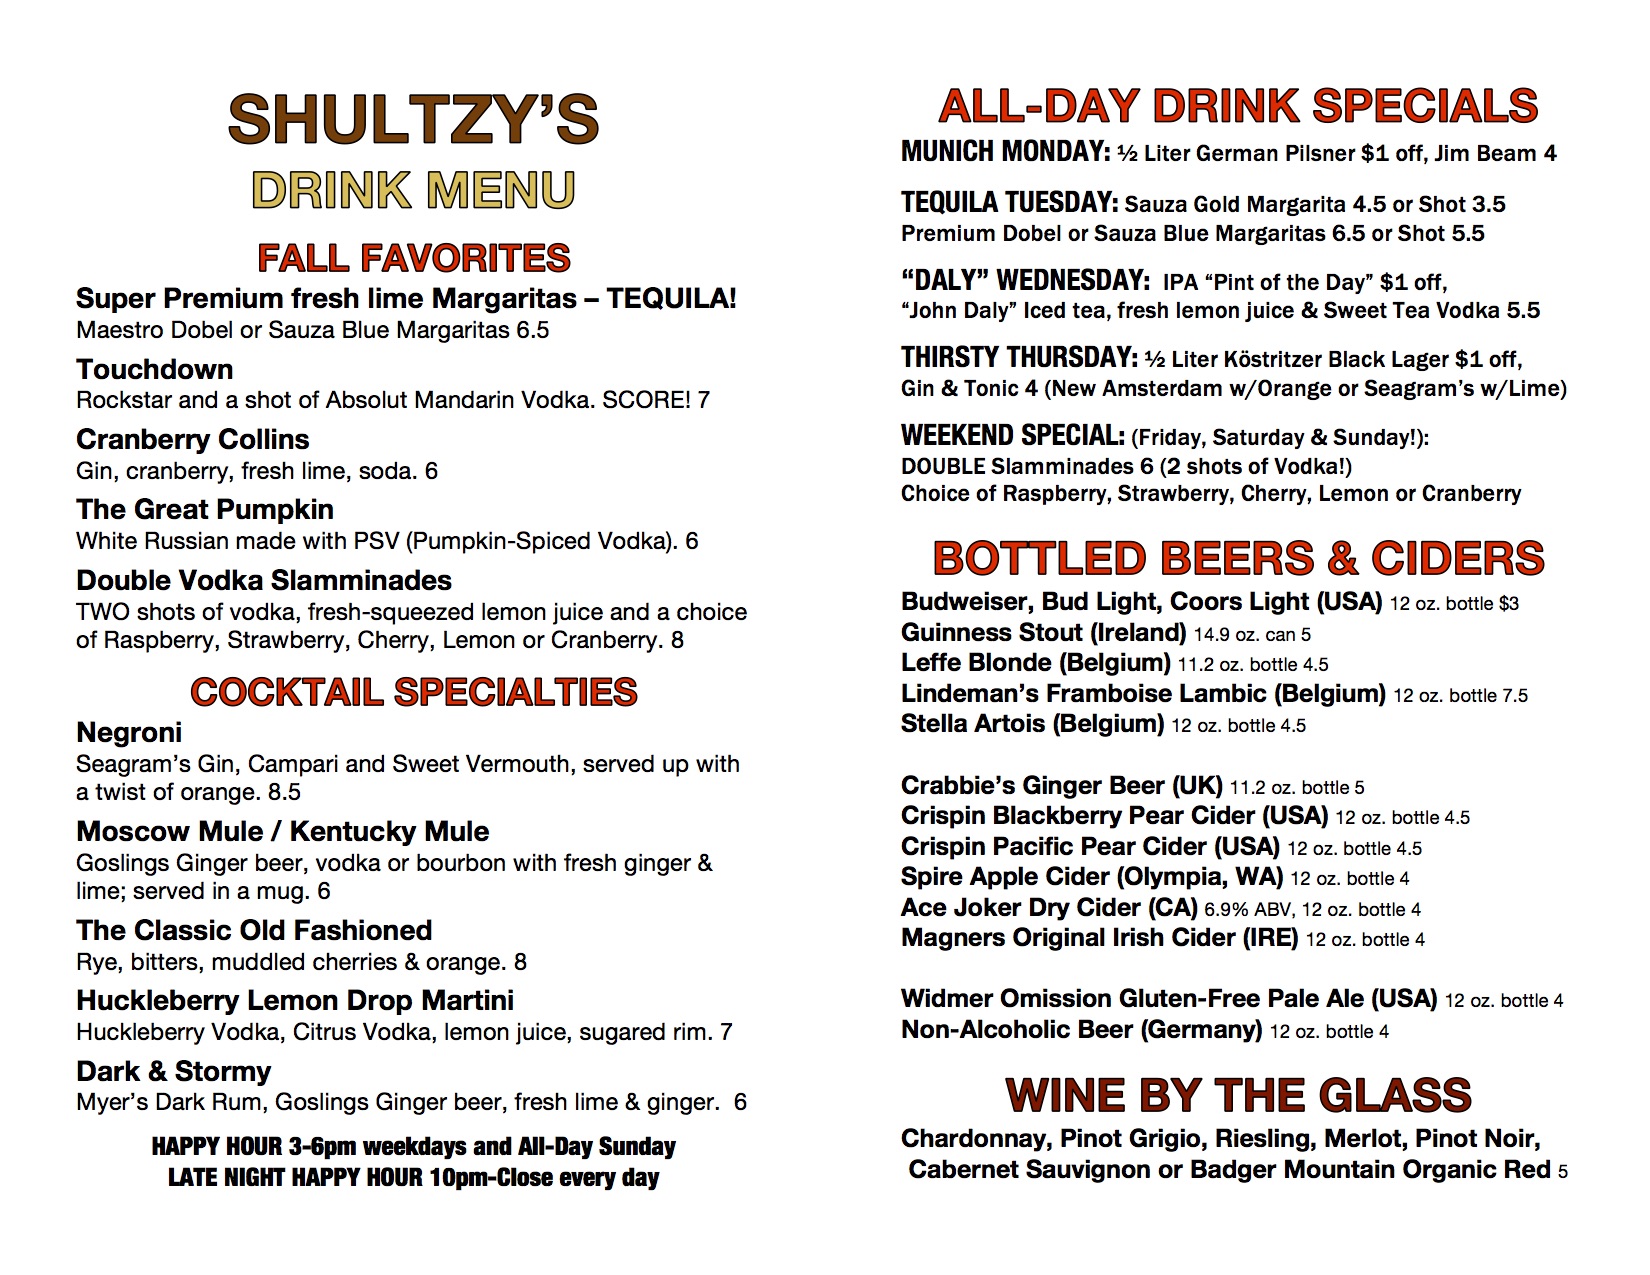 SHULTZY’S
DRINK MENU
FALL FAVORITES
Super Premium fresh lime Margaritas – TEQUILA!
Maestro Dobel or Sauza Blue Margaritas 6.5
Touchdown
Rockstar and a shot of Absolut Mandarin Vodka. SCORE! 7
Cranberry Collins
Gin, cranberry, fresh lime, soda. 6
The Great Pumpkin
White Russian made with PSV (Pumpkin-Spiced Vodka). 6
Double Vodka Slamminades
TWO shots of vodka, fresh-squeezed lemon juice and a choice
of Raspberry, Strawberry, Cherry, Lemon or Cranberry. 8
COCKTAIL SPECIALTIES
Negroni
Seagram’s Gin, Campari and Sweet Vermouth, served up with
a twist of orange. 8.5
Moscow Mule / Kentucky Mule
Goslings Ginger beer, vodka or bourbon with fresh ginger &
lime; served in a mug. 6
The Classic Old Fashioned
Rye, bitters, muddled cherries & orange. 8
Huckleberry Lemon Drop Martini
Huckleberry Vodka, Citrus Vodka, lemon juice, sugared rim. 7
Dark & Stormy
Myer’s Dark Rum, Goslings Ginger beer, fresh lime & ginger. 6
HAPPY HOUR 3-6pm weekdays and All-Day Sunday
LATE NIGHT HAPPY HOUR 10pm-Close every day
ALL-DAY DRINK SPECIALS
MUNICH MONDAY: ½ Liter German Pilsner $1 off, Jim Beam 4
TEQUILA TUESDAY: Sauza Gold Margarita 4.5 or Shot 3.5
Premium Dobel or Sauza Blue Margaritas 6.5 or Shot 5.5
“DALY” WEDNESDAY: IPA “Pint of the Day” $1 off,
“John Daly” Iced tea, fresh lemon juice & Sweet Tea Vodka 5.5
THIRSTY THURSDAY: ½ Liter Köstritzer Black Lager $1 off,
Gin & Tonic 4 (New Amsterdam w/Orange or Seagram’s w/Lime)
WEEKEND SPECIAL: (Friday, Saturday & Sunday!):
DOUBLE Slamminades 6 (2 shots of Vodka!)
Choice of Raspberry, Strawberry, Cherry, Lemon or Cranberry
BOTTLED BEERS & CIDERS
Budweiser, Bud Light, Coors Light (USA) 12 oz. bottle $3
Guinness Stout (Ireland) 14.9 oz. can 5
Leffe Blonde (Belgium) 11.2 oz. bottle 4.5
Lindeman’s Framboise Lambic (Belgium) 12 oz. bottle 7.5
Stella Artois (Belgium) 12 oz. bottle 4.5
Crabbie’s Ginger Beer (UK) 11.2 oz. bottle 5
Crispin Blackberry Pear Cider (USA) 12 oz. bottle 4.5
Crispin Pacific Pear Cider (USA) 12 oz. bottle 4.5
Spire Apple Cider (Olympia, WA) 12 oz. bottle 4
Ace Joker Dry Cider (CA) 6.9% ABV, 12 oz. bottle 4
Magners Original Irish Cider (IRE) 12 oz. bottle 4
Widmer Omission Gluten-Free Pale Ale (USA) 12 oz. bottle 4
Non-Alcoholic Beer (Germany) 12 oz. bottle 4
WINE BY THE GLASS
Chardonnay, Pinot Grigio, Riesling, Merlot, Pinot Noir,
Cabernet Sauvignon or Badger Mountain Organic Red 5